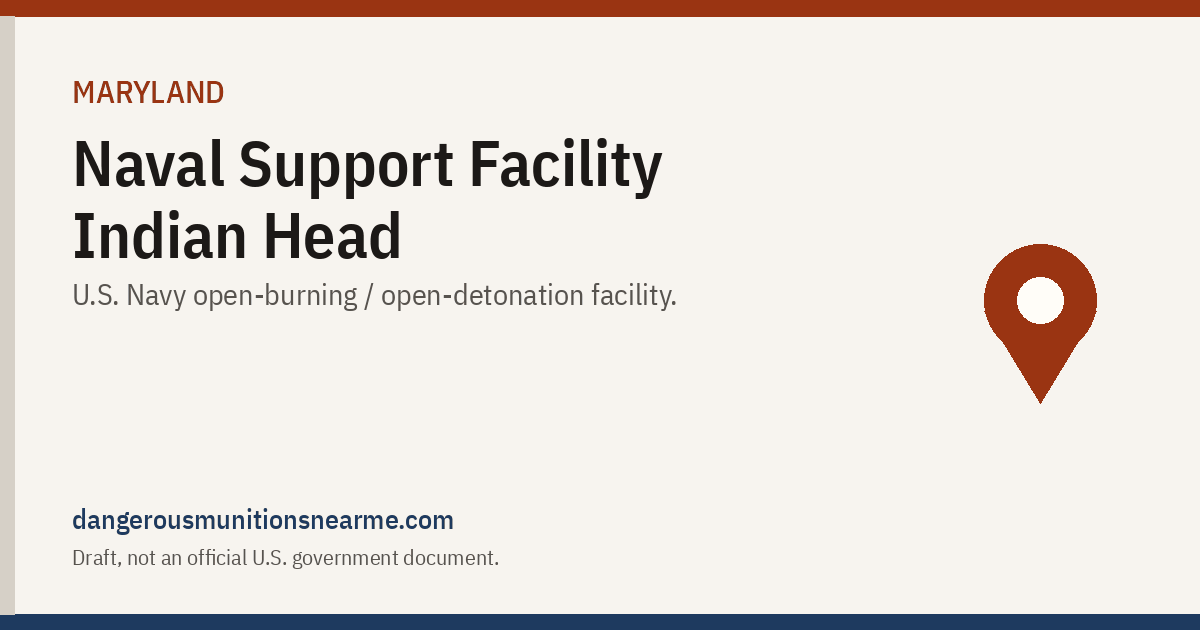 MARYLAND
Naval Support Facility
Indian Head
U.S. Navy open-burning / open-detonation facility.
dangerousmunitionsnearme.com
Draft, not an official U.S. government document.